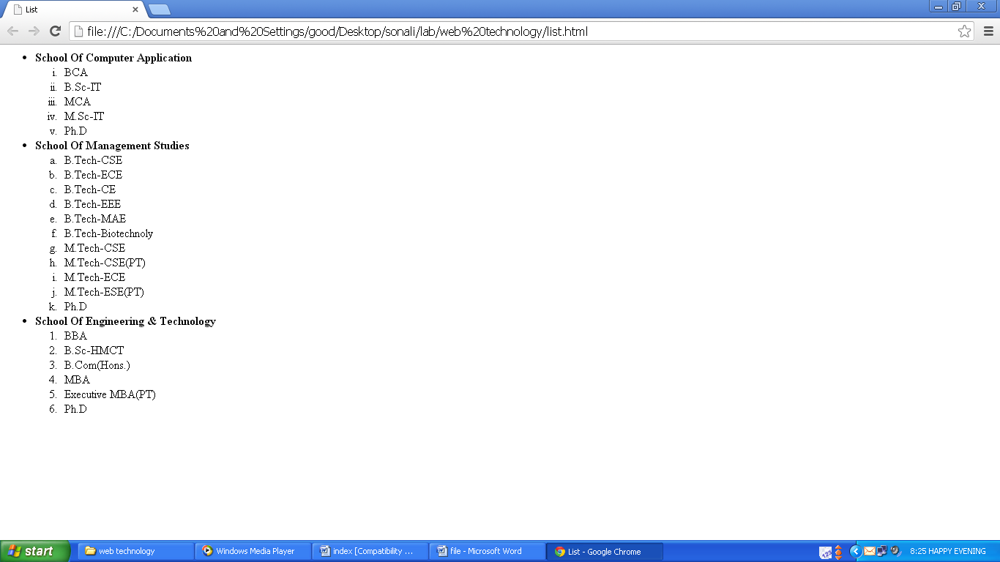 List
file:///C:/Documents%20and%20Settings/good/Desktop/sonali/lab/web%20technology/list.html
• School Of Computer Application
i. BCA
ii. B.Sc-IT
iii. MCA
iv. M.Sc-IT
v. Ph.D
• School Of Management Studies
a. B.Tech-CSE
b. B.Tech-ECE
c. B.Tech-CE
d. B.Tech-EEE
e. B.Tech-MAE
f. B.Tech-Biotechnoly
g. M.Tech-CSE
h. M.Tech-CSE(PT)
i. M.Tech-ECE
j. M.Tech-ESE(PT)
k. Ph.D
• School Of Engineering & Technology
1. BBA
2. B.Sc-HMCT
3. B.Com(Hons.)
4. MBA
5. Executive MBA(PT)
6. Ph.D
start web technology Windows Media Player index [Compatibility ... file - Microsoft Word List - Google Chrome 8:25 HAPPY EVENING